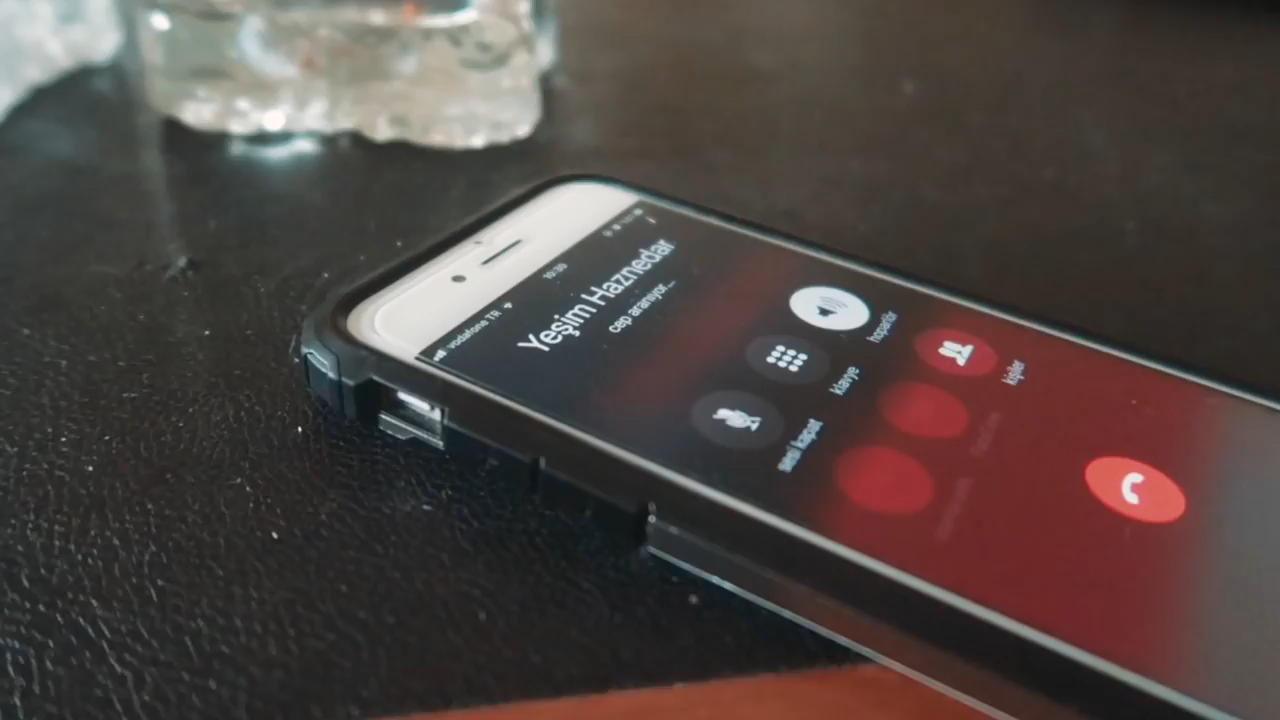 vodafone TR 10:30
Yeşim Haznedar
cep aranıyor...
sesi kapat klavye hoparlör
kişiler